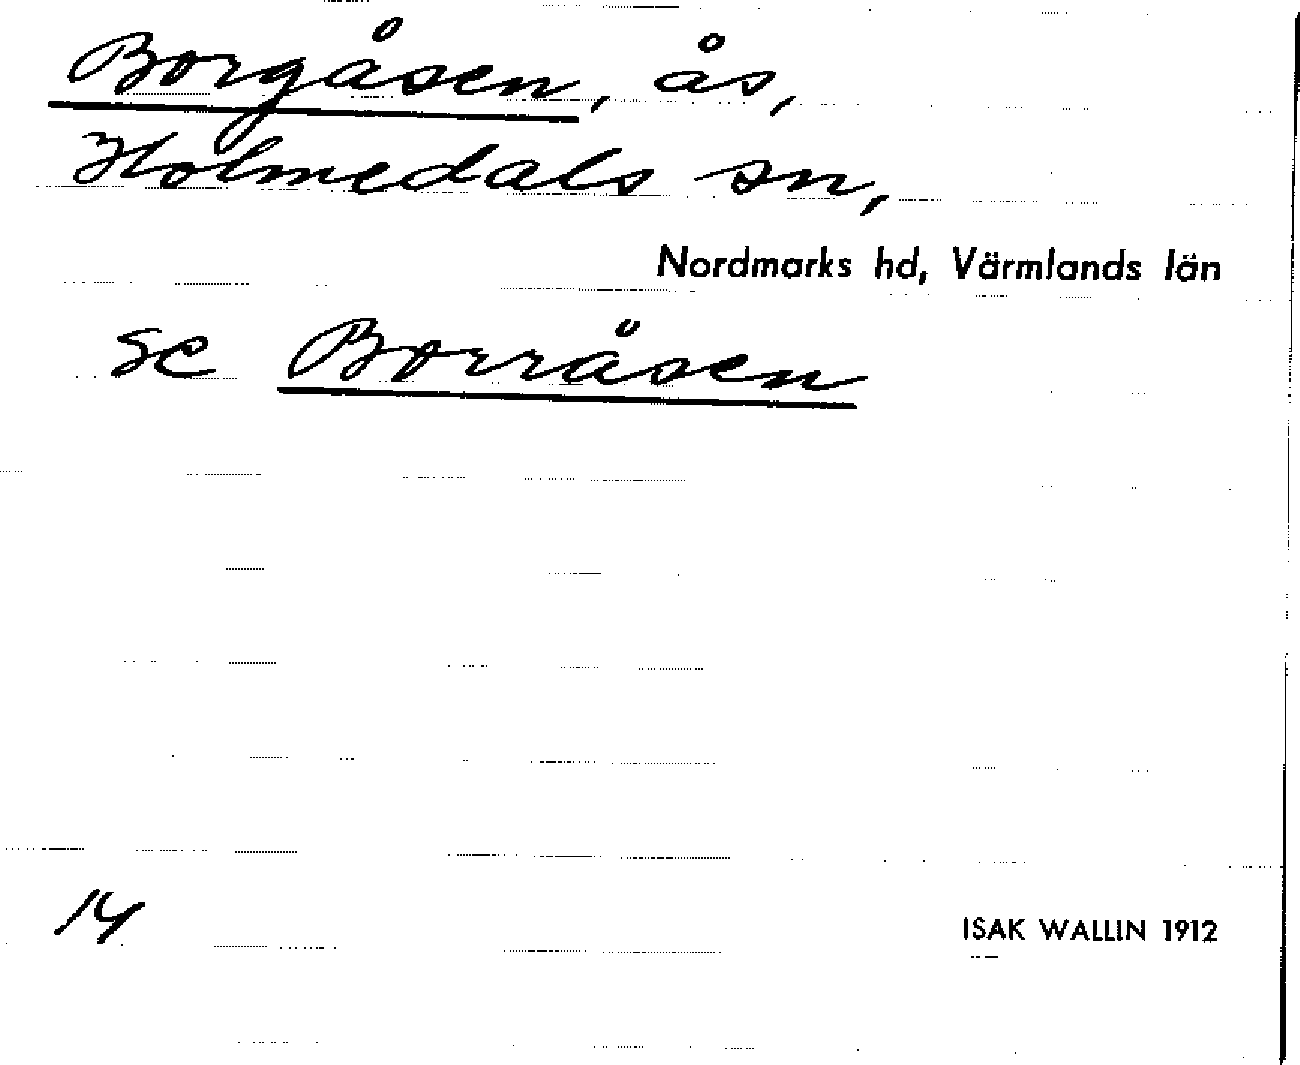 Borgåsen, ås,
Holmedals sn,
Nordmarks hd, Värmlands län
se Borråsen
14
ISAK WALLIN 1912